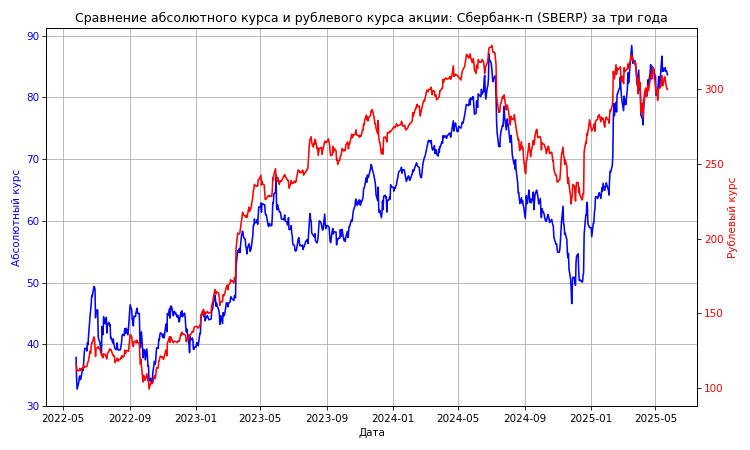 Сравнение абсолютного курса и рублевого курса акции: Сбербанк-п (SBERP) за три года
Абсолютный курс
90
80
70
60
50
40
30
300
250
200
150
100
Рублевый курс
2022-05 2022-09 2023-01 2023-05 2023-09 2024-01 2024-05 2024-09 2025-01 2025-05
Дата